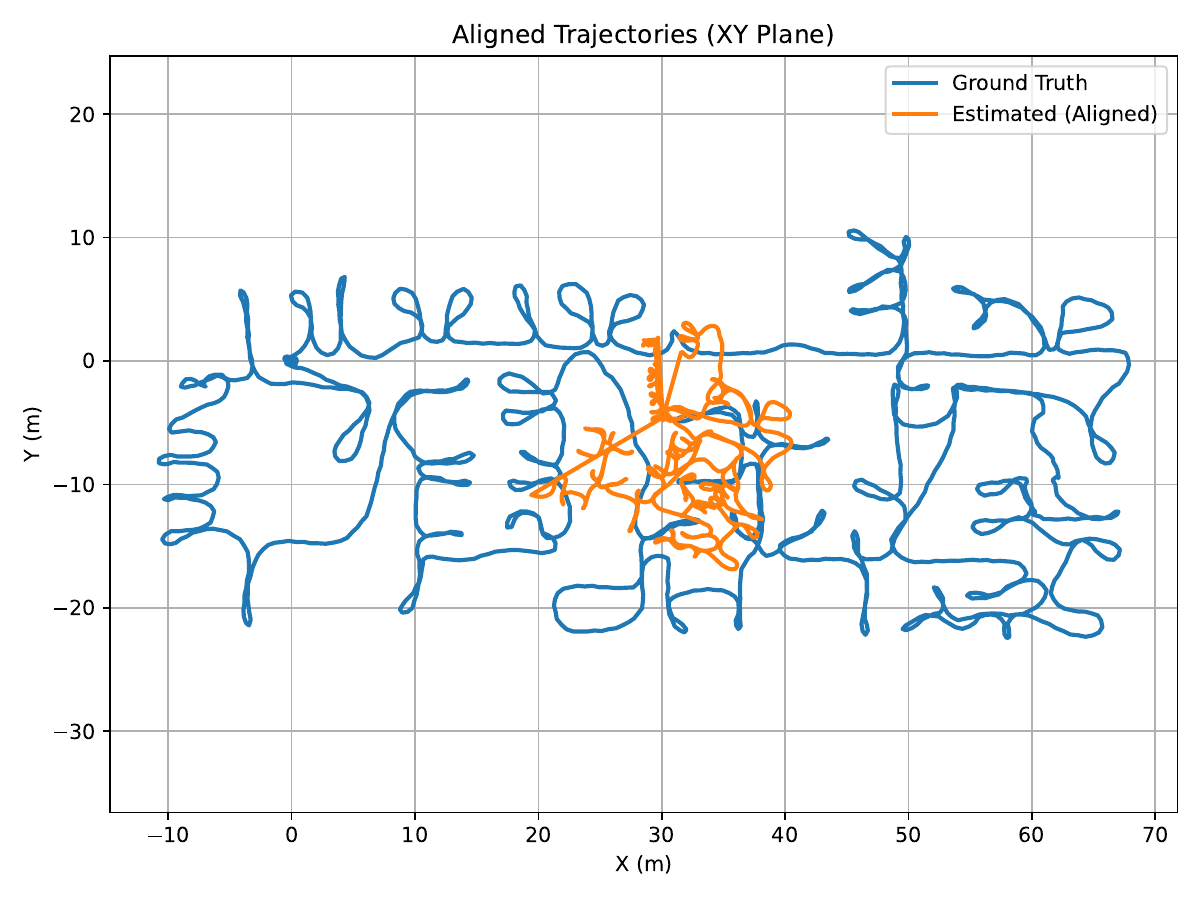 Aligned Trajectories (XY Plane)
Ground Truth
Estimated (Aligned)
20
10
0
−10
−20
−30
Y (m)
−10 0 10 20 30 40 50 60 70
X (m)